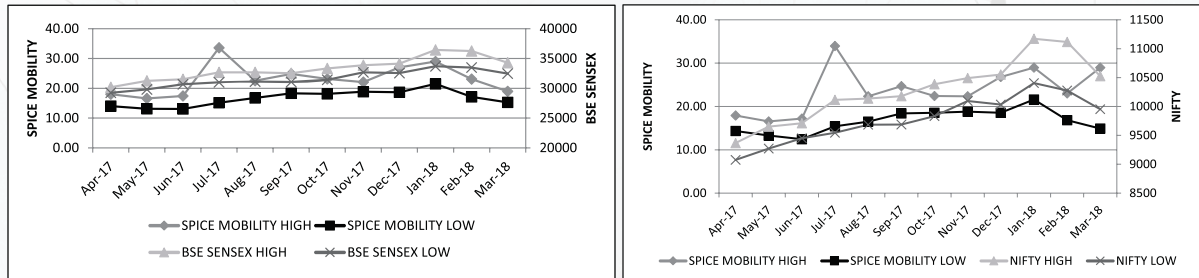 40.00
30.00
20.00
10.00
0.00
SPICE MOBILITY
40000
35000
30000
25000
20000
BSE SENSEX
Apr-17
May-17
Jun-17
Jul-17
Aug-17
Sep-17
Oct-17
Nov-17
Dec-17
Jan-18
Feb-18
Mar-18
SPICE MOBILITY HIGH
SPICE MOBILITY LOW
BSE SENSEX HIGH
BSE SENSEX LOW
40.00
30.00
20.00
10.00
0.00
SPICE MOBILITY
11500
11000
10500
10000
9500
9000
8500
NIFTY
Apr-17
May-17
Jun-17
Jul-17
Aug-17
Sep-17
Oct-17
Nov-17
Dec-17
Jan-18
Feb-18
Mar-18
SPICE MOBILITY HIGH
SPICE MOBILITY LOW
NIFTY HIGH
NIFTY LOW